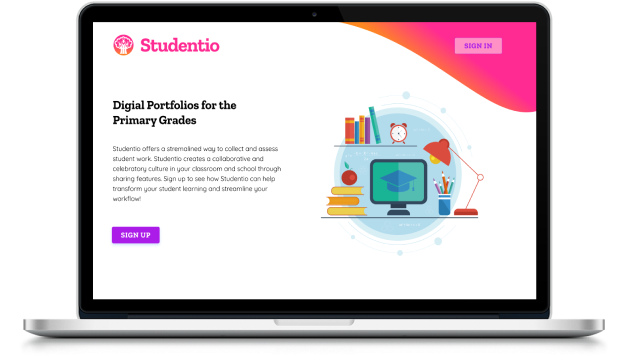 Studentio
SIGN IN
Digial Portfolios for the
Primary Grades
Studentio offers a stremalined way to collect and assess
student work. Studentio creates a collaborative and
celebratory culture in your classroom and school through
sharing features. Sign up to see how Studentio can help
transform your student learning and streamline your
workflow!
SIGN UP